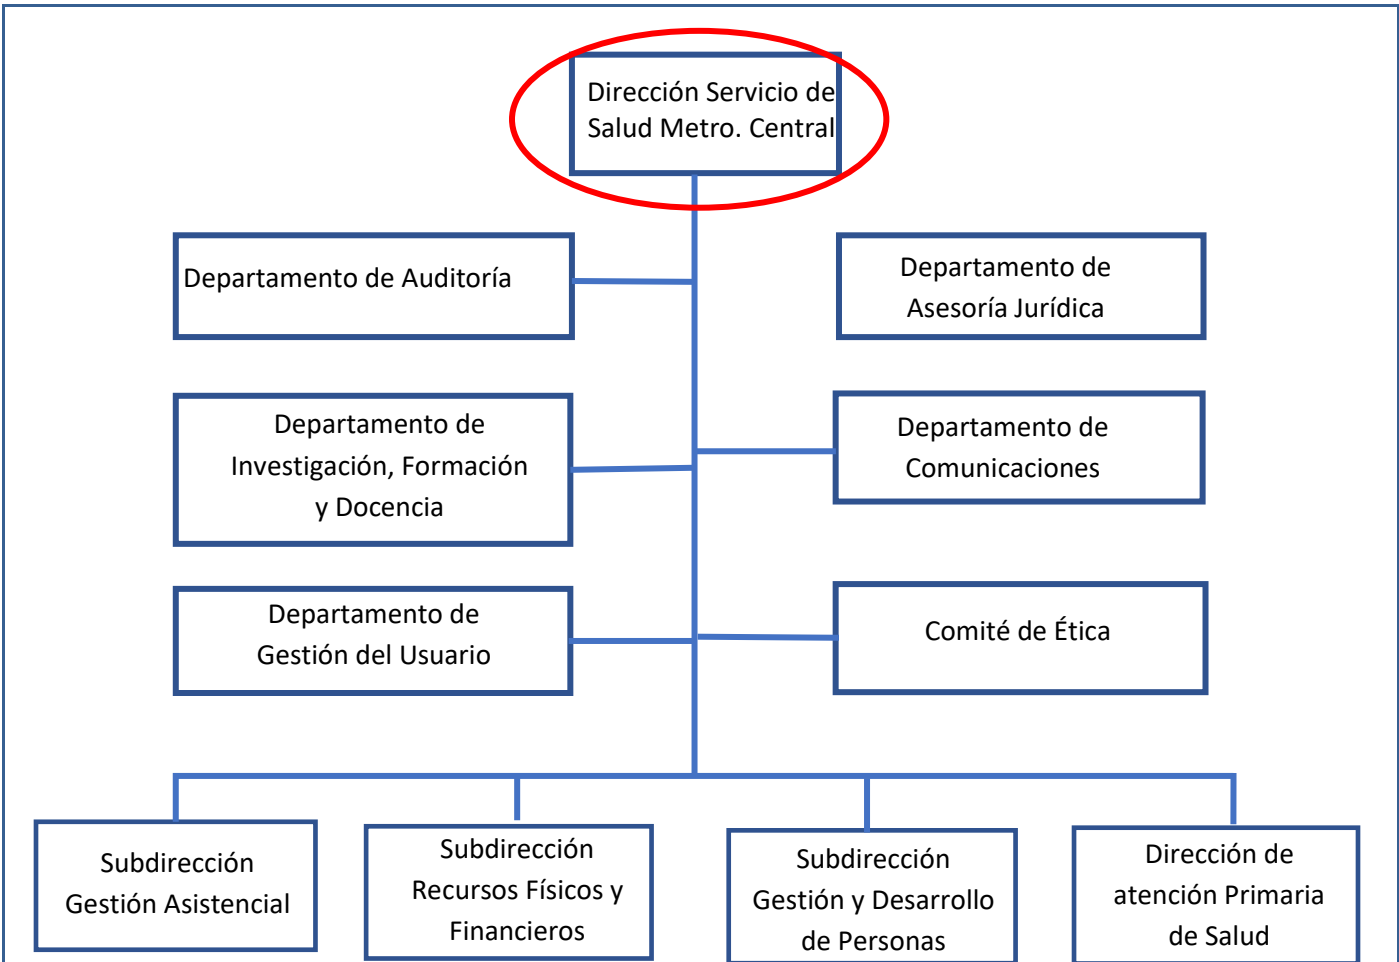 Dirección Servicio de
Salud Metro. Central
Departamento de Auditoría
Departamento de
Asesoría Jurídica
Departamento de
Investigación, Formación
y Docencia
Departamento de
Comunicaciones
Departamento de
Gestión del Usuario
Comité de Ética
Subdirección
Gestión Asistencial
Subdirección
Recursos Físicos y
Financieros
Subdirección
Gestión y Desarrollo
de Personas
Dirección de
atención Primaria
de Salud